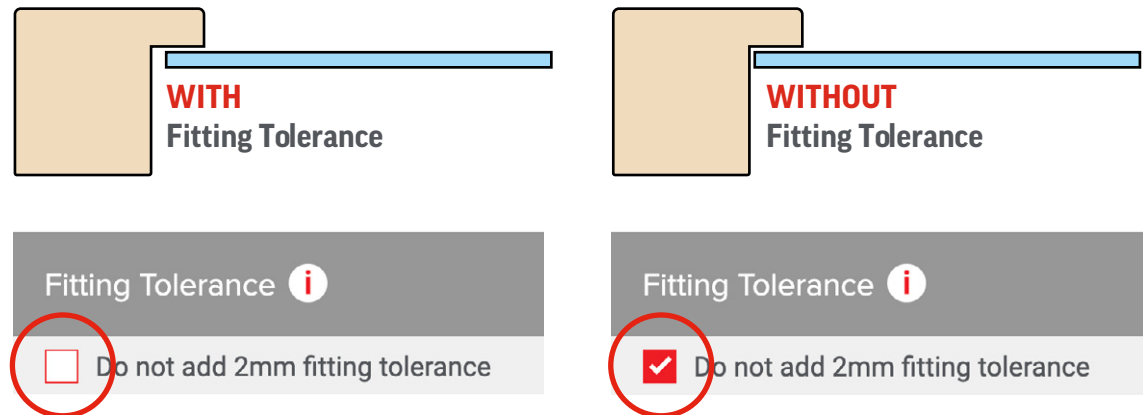 WITH
Fitting Tolerance
WITHOUT
Fitting Tolerance
Fitting Tolerance i
Do not add 2mm fitting tolerance
Fitting Tolerance i
Do not add 2mm fitting tolerance